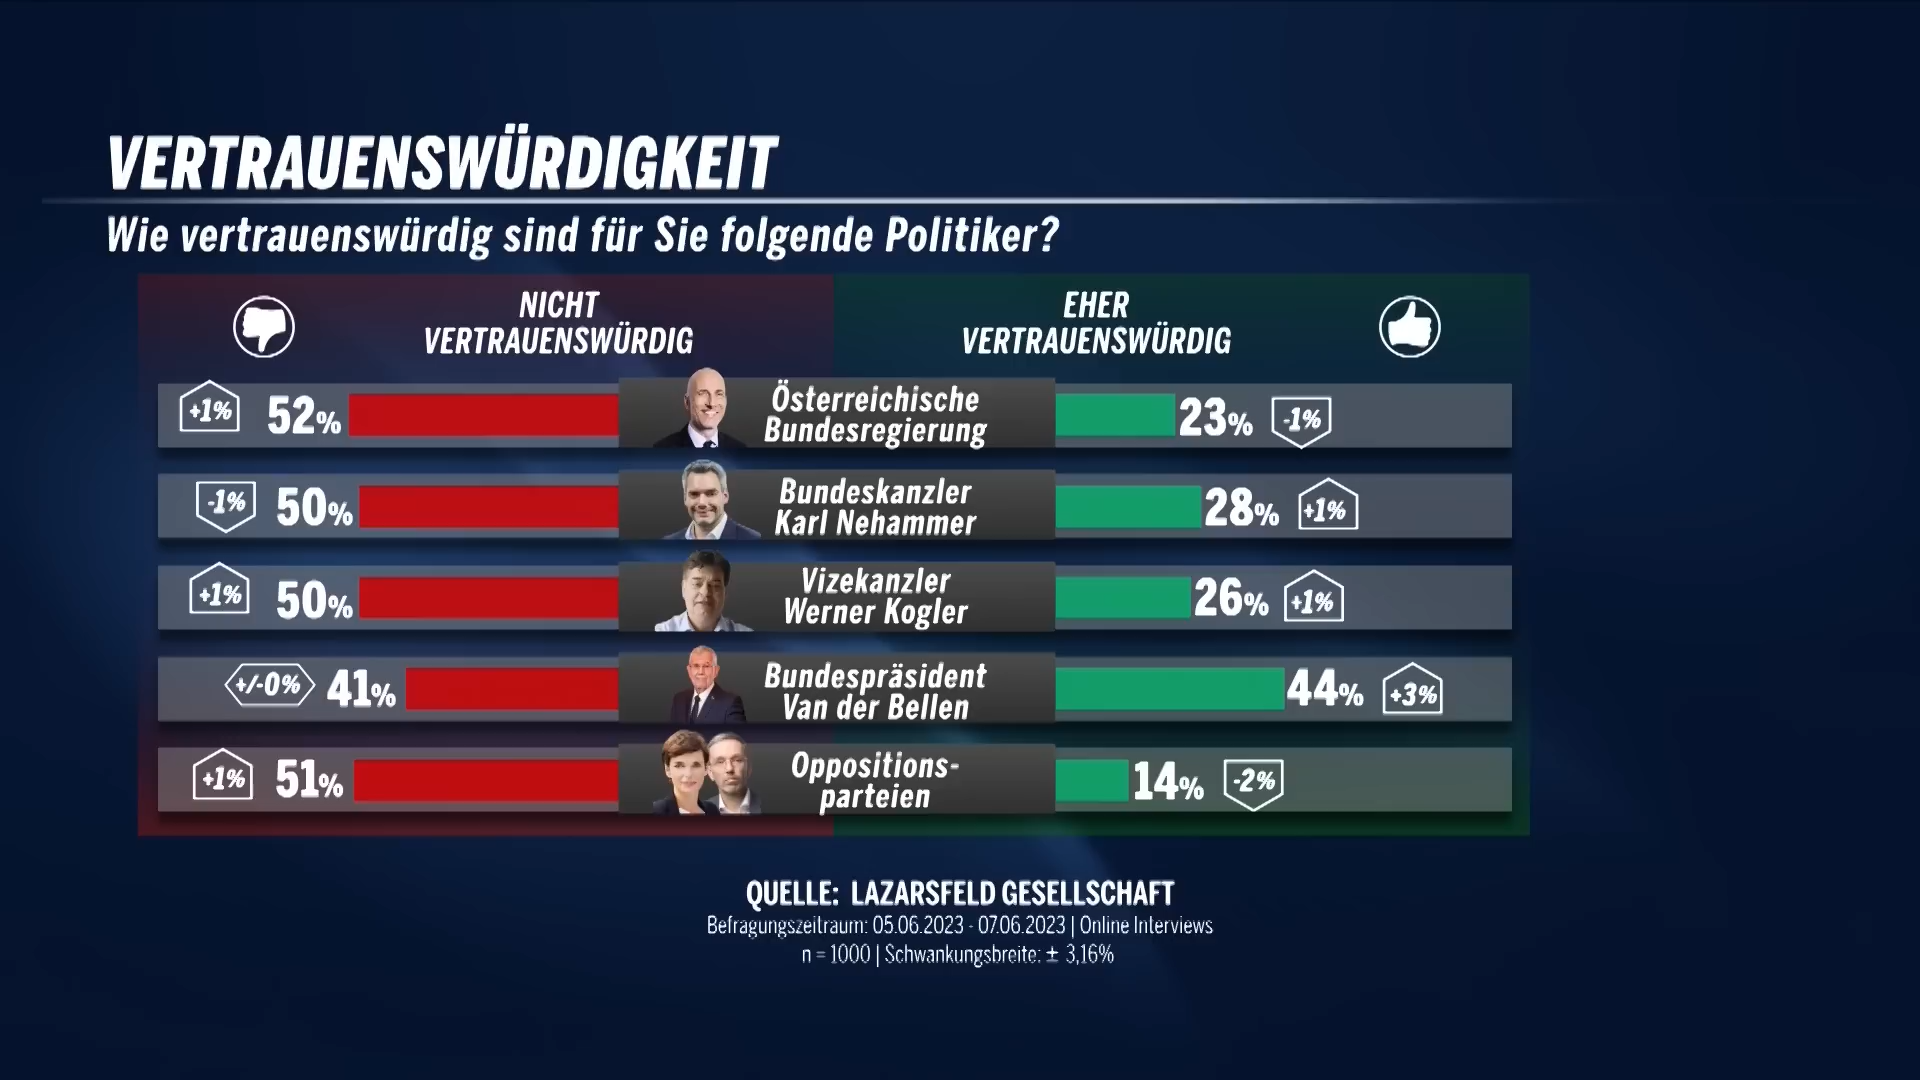 VERTRAUENSWÜRDIGKEIT
Wie vertrauenswürdig sind für Sie folgende Politiker?
NICHT
VERTRAUENSWÜRDIG
EHER
VERTRAUENSWÜRDIG
+1% 52% Österreichische 23% -1%
Bundesregierung
-1% 50% Bundeskanzler 28% +1%
Karl Nehammer
+1% 50% Vizekanzler 26% +1%
Werner Kogler
+/-0% 41% Bundespräsident 44% +3%
Van der Bellen
+1% 51% Oppositions- 14% -2%
parteien
QUELLE: LAZARSFELD GESELLSCHAFT
Befragungszeitraum: 05.06.2023 - 07.06.2023 | Online Interviews
n = 1000 | Schwankungsbreite: ± 3,16%